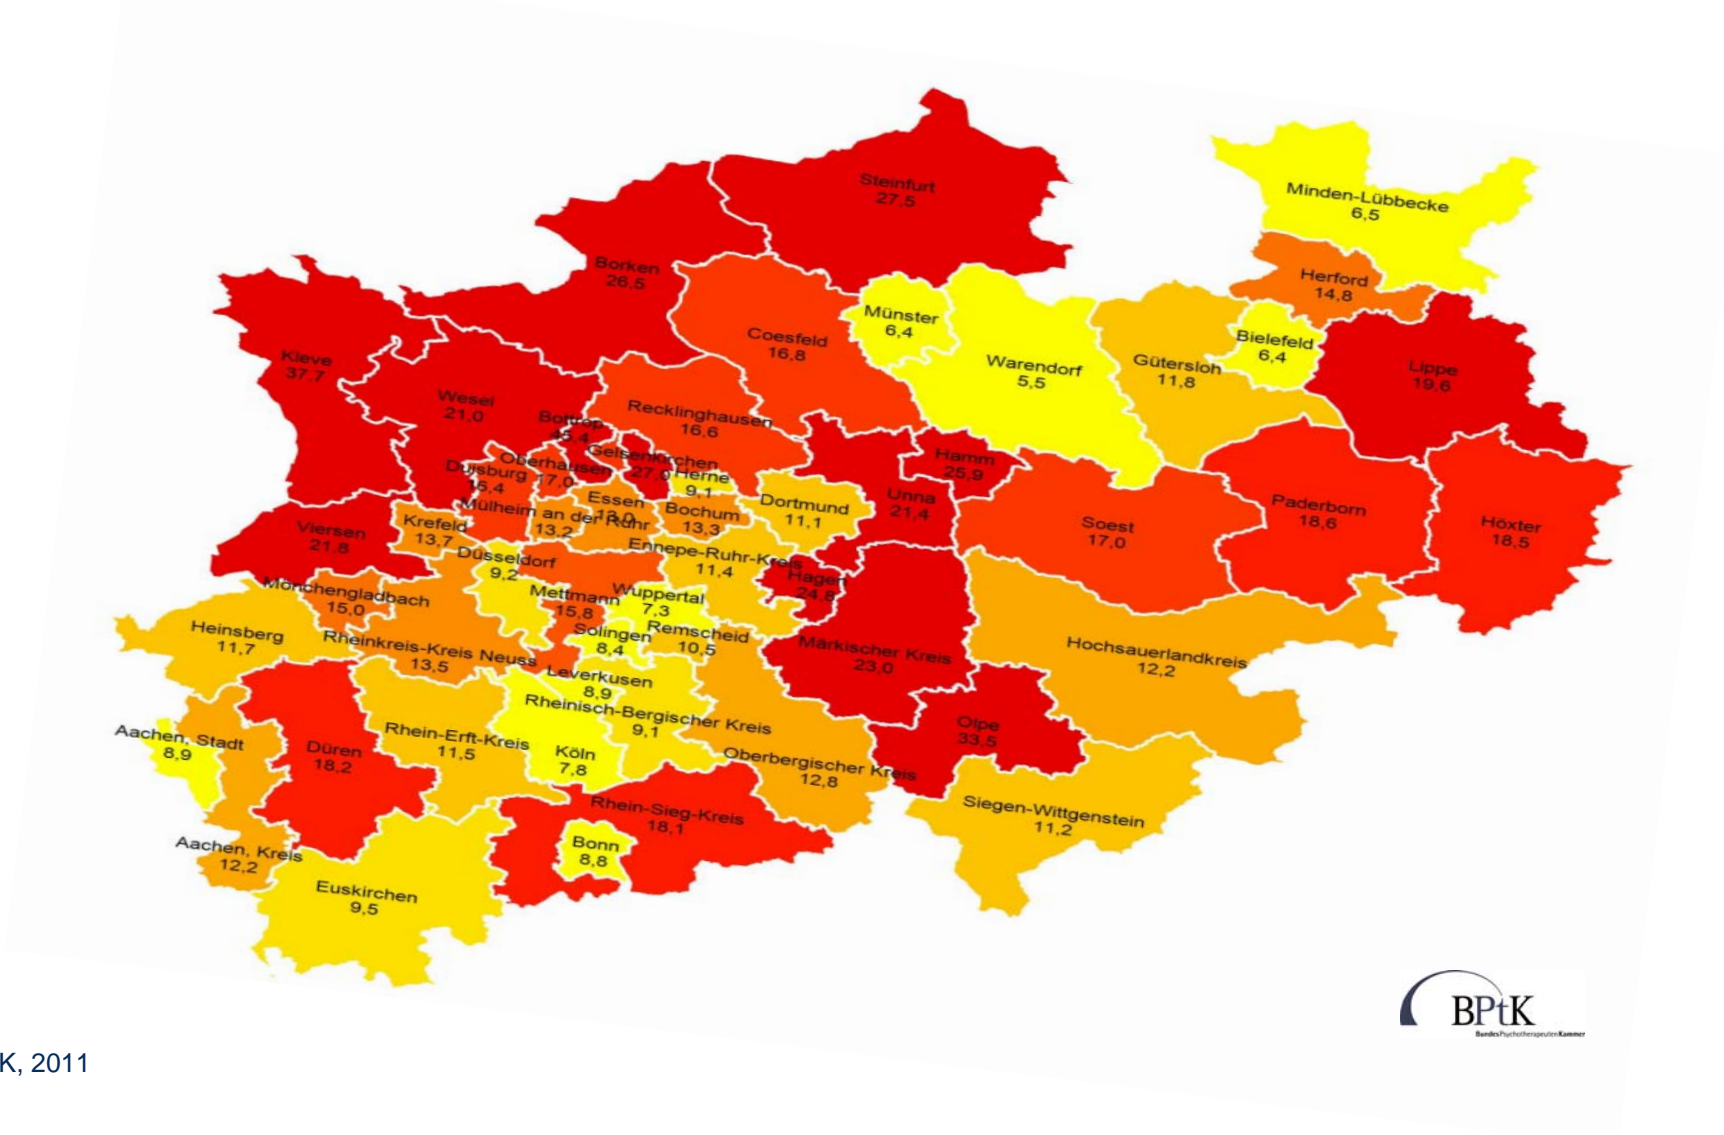 Steinfurt
27,5
Minden-Lübbecke
6,5
Borken
26,5
Herford
14,8
Münster
6,4
Coesfeld
16,8
Bielefeld
6,4
Warendorf
5,5
Gütersloh
11,8
Lippe
19,6
Kleve
37,7
Wesel
21,0
Bottrop
45,4
Recklinghausen
16,6
Gelsenkirchen
27,0
Oberhausen
17,0
Duisburg
16,4
Herne
9,1
Hamm
25,9
Unna
21,4
Dortmund
11,1
Essen
13,0
Bochum
13,3
Mülheim an der Ruhr
13,2
Paderborn
18,6
Höxter
18,5
Soest
17,0
Viersen
21,8
Krefeld
13,7
Düsseldorf
9,2
Ennepe-Ruhr-Kreis
11,4
Hagen
24,8
Mönchengladbach
15,0
Mettmann
15,8
Wuppertal
7,3
Heinsberg
11,7
Rheinkreis-Kreis Neuss
13,5
Solingen
8,4
Remscheid
10,5
Märkischer Kreis
23,0
Hochsauerlandkreis
12,2
Leverkusen
8,9
Rheinisch-Bergischer Kreis
9,1
Olpe
33,5
Aachen, Stadt
8,9
Düren
18,2
Rhein-Erft-Kreis
11,5
Köln
7,8
Oberbergischer Kreis
12,8
Rhein-Sieg-Kreis
18,1
Siegen-Wittgenstein
11,2
Bonn
8,8
Aachen, Kreis
12,2
Euskirchen
9,5
BPtK
BundesPsychotherapeutenKammer
K, 2011